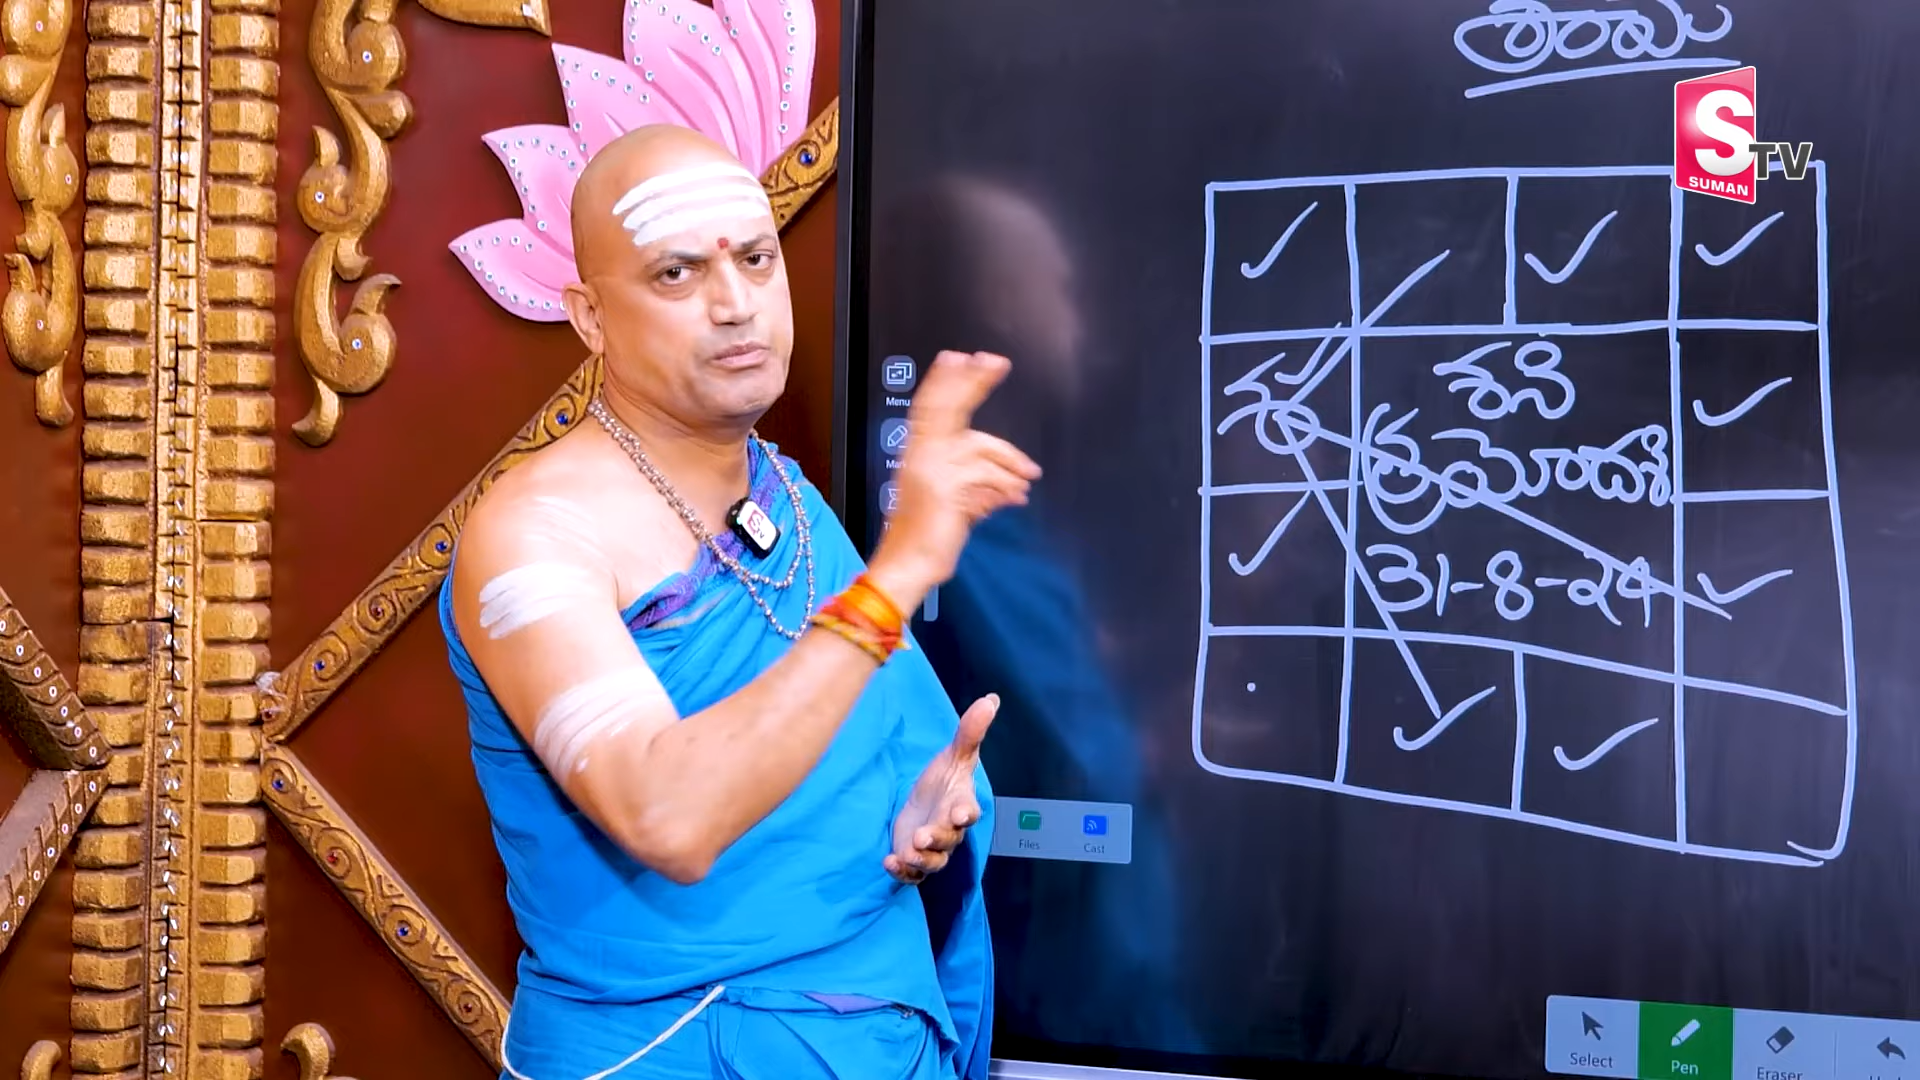 శ్రీరామ
S
TV
SUMAN
శ
శని
త్రయోదశి
31-8-24
Menu
Files
Cast
Select
Pen
Eraser